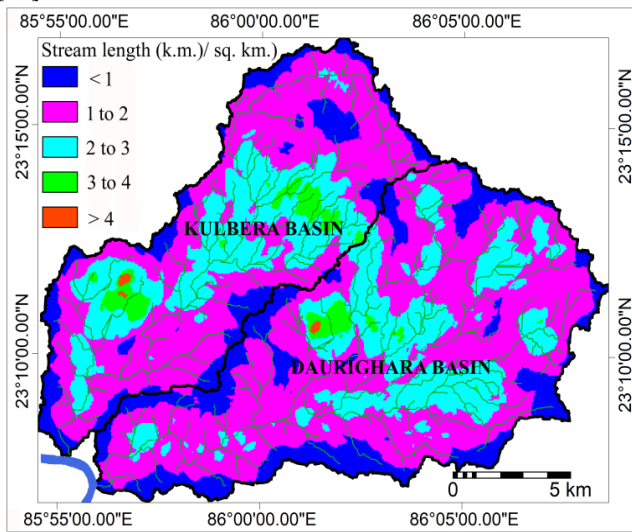 85°55'00.00"E 86°00'00.00"E 86°05'00.00"E
Stream length (k.m.)/ sq. km.)
< 1
1 to 2
2 to 3
3 to 4
> 4
23°15'00.00"N
23°15'00.00"N
KULBERA BASIN
23°10'00.00"N
23°10'00.00"N
DAURIGHARA BASIN
0 5 km
85°55'00.00"E 86°00'00.00"E 86°05'00.00"E